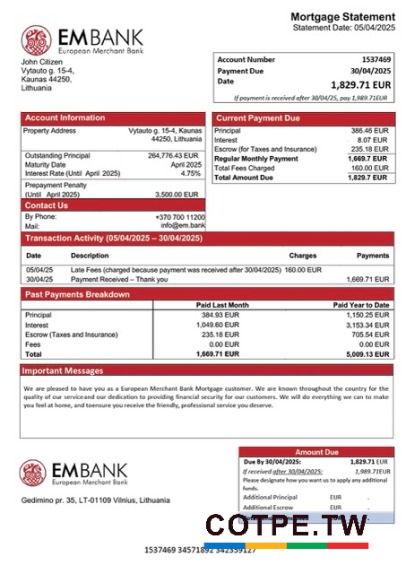 Mortgage Statement
Statement Date: 05/04/2025
EMBANK
European Merchant Bank
John Citizen
Vytauto g. 15-4,
Kaunas 44250,
Lithuania
Account Number 1537469
Payment Due 30/04/2025
Date
1,829.71 EUR
If payment is received after 30/04/25, pay 1,989.71EUR
Account Information
Property Address Vytauto g. 15-4, Kaunas
44250, Lithuania
Outstanding Principal 264,776.43 EUR
Maturity Date April 2025
Interest Rate (Until April 2025) 4.75%
Prepayment Penalty
(Until April 2025) 3,500.00 EUR
Contact Us
By Phone: +370 700 11200
Mail: info@em.bank
Current Payment Due
Principal 386.46 EUR
Interest 8.07 EUR
Escrow (for Taxes and Insurance) 235.18 EUR
Regular Monthly Payment 1,669.7 EUR
Total Fees Charged 160.00 EUR
Total Amount Due 1,829.7 EUR
Transaction Activity (05/04/2025 – 30/04/2025)
Date Description Charges Payments
05/04/25 Late Fees (charged because payment was received after 30/04/2025) 160.00 EUR
30/04/25 Payment Received – Thank you 1,669.71 EUR
Past Payments Breakdown
Paid Last Month Paid Year to Date
Principal 384.93 EUR 1,150.25 EUR
Interest 1,049.60 EUR 3,153.34 EUR
Escrow (Taxes and Insurance) 235.18 EUR 705.54 EUR
Fees 0.00 EUR 0.00 EUR
Total 1,669.71 EUR 5,009.13 EUR
Important Messages
We are pleased to have you as a European Merchant Bank Mortgage customer. We are known throughout the country for the
quality of our serviceand our dedication to providing financial security for our customers. We will do everything we can to make
you feel at home, and toensure you receive the friendly, professional service you deserve.
EMBANK
European Merchant Bank
Gedimino pr. 35, LT-01109 Vilnius, Lithuania
Amount Due
Due By 30/04/2025: 1,829.71 EUR
If received after 30/04/2025: 1,989.71EUR
Please designate how you want us to apply any additional
funds.
Additional Principal EUR .
Additional Escrow EUR .
COTPE.TW
1537469 34571892 342359127